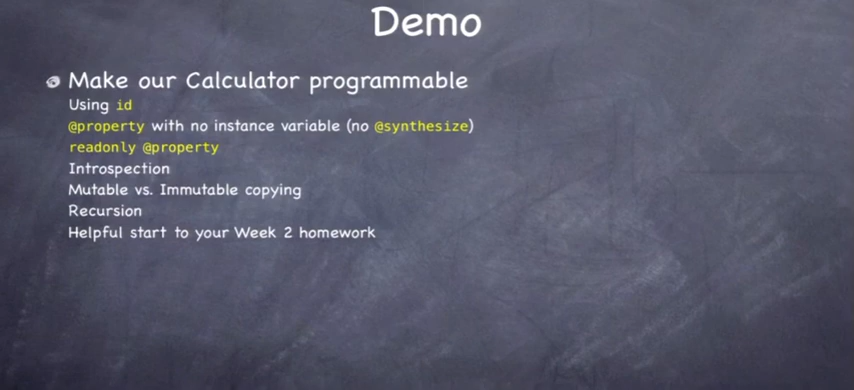 Demo
Make our Calculator programmable
Using id
@property with no instance variable (no @synthesize)
readonly @property
Introspection
Mutable vs. Immutable copying
Recursion
Helpful start to your Week 2 homework